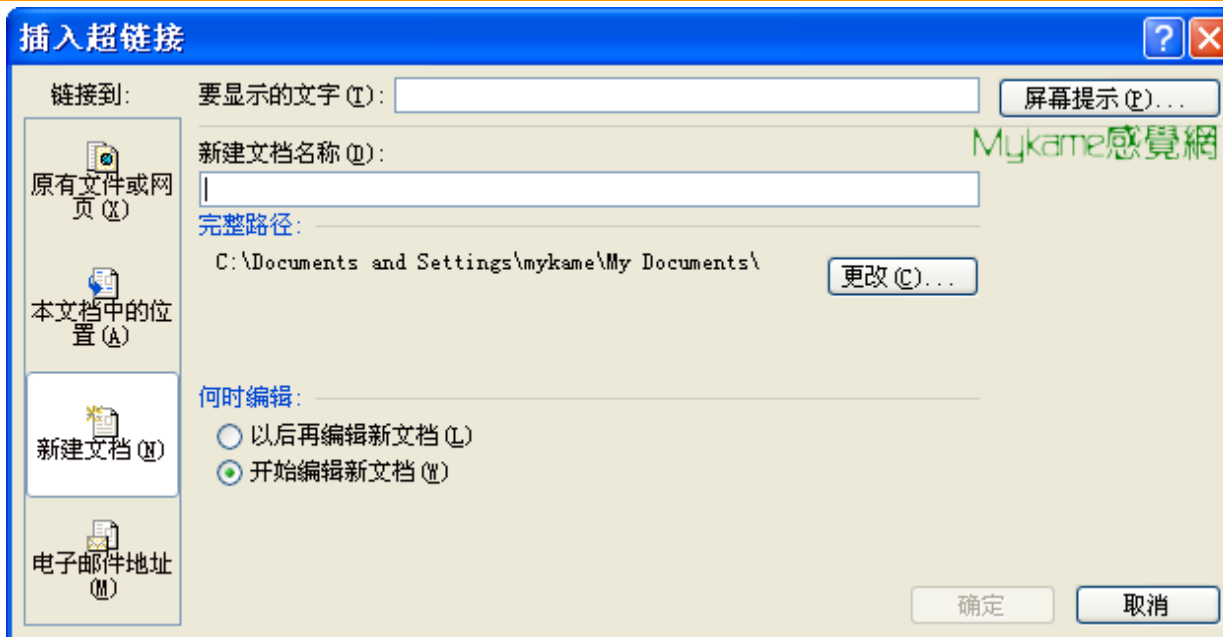 插入超链接
链接到:
要显示的文字(T):
屏幕提示(P)...
Mykame感覺網
原有文件或网
页(X)
新建文档名称(D):
完整路径:
C:\Documents and Settings\mykame\My Documents\
更改(C)...
本文档中的位
置(A)
何时编辑:
以后再编辑新文档(L)
开始编辑新文档(W)
新建文档(N)
电子邮件地址
(M)
确定
取消